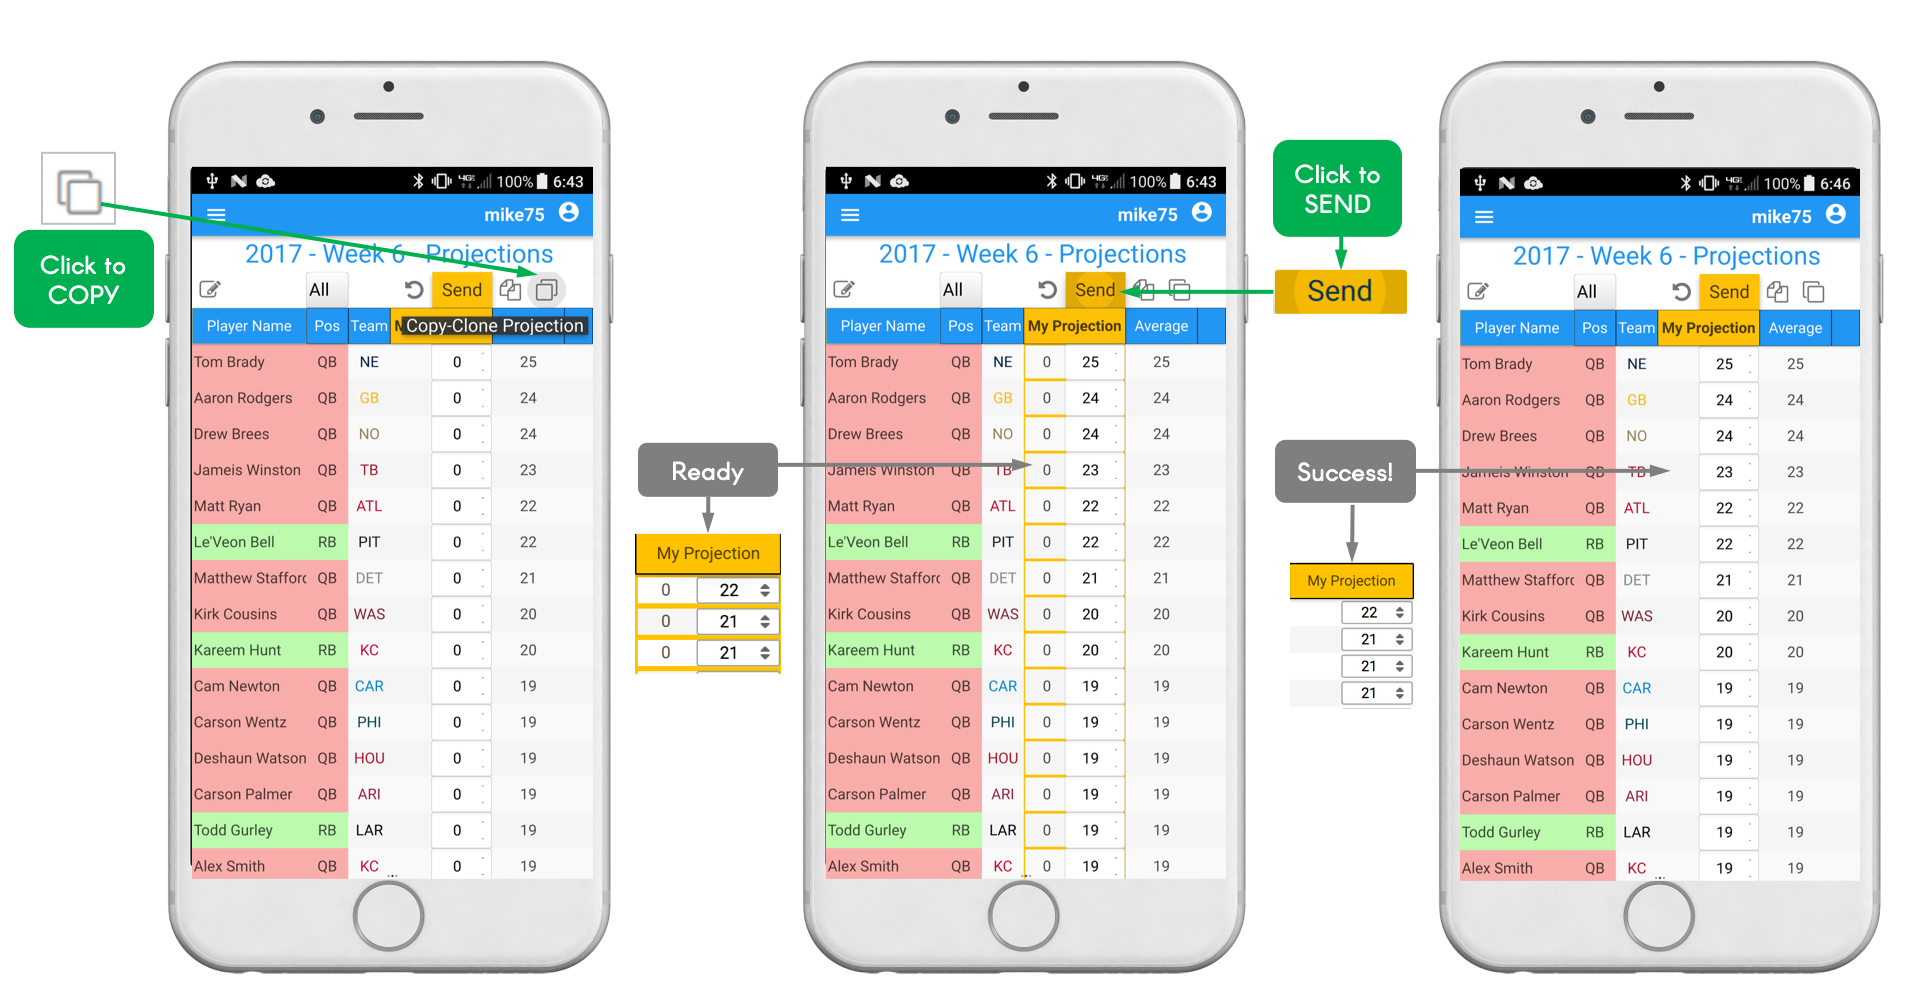 Click to
COPY
100% 6:43
mike75
2017 - Week 6 - Projections
All Send
Player Name Pos Team M
Copy-Clone Projection
Tom Brady QB NE 0 25
Aaron Rodgers QB GB 0 24
Drew Brees QB NO 0 24
Jameis Winston QB TB 0 23
Matt Ryan QB ATL 0 22
Le'Veon Bell RB PIT 0 22
Matthew Stafford QB DET 0 21
Kirk Cousins QB WAS 0 20
Kareem Hunt RB KC 0 20
Cam Newton QB CAR 0 19
Carson Wentz QB PHI 0 19
Deshaun Watson QB HOU 0 19
Carson Palmer QB ARI 0 19
Todd Gurley RB LAR 0 19
Alex Smith QB KC 0 19
Ready
My Projection
0 22
0 21
0 21
4G 100% 6:43
mike75
2017 - Week 6 - Projections
All Send
Player Name Pos Team My Projection Average
Tom Brady QB NE 0 25 25
Aaron Rodgers QB GB 0 24 24
Drew Brees QB NO 0 24 24
Jameis Winston QB TB 0 23 23
Matt Ryan QB ATL 0 22 22
Le'Veon Bell RB PIT 0 22 22
Matthew Stafford QB DET 0 21 21
Kirk Cousins QB WAS 0 20 20
Kareem Hunt RB KC 0 20 20
Cam Newton QB CAR 0 19 19
Carson Wentz QB PHI 0 19 19
Deshaun Watson QB HOU 0 19 19
Carson Palmer QB ARI 0 19 19
Todd Gurley RB LAR 0 19 19
Alex Smith QB KC 0 19 19
Click to
SEND
Send
Success!
My Projection
22
21
21
21
100% 6:46
mike75
2017 - Week 6 - Projections
All Send
Player Name Pos Team My Projection Average
Tom Brady QB NE 25 25
Aaron Rodgers QB GB 24 24
Drew Brees QB NO 24 24
Jameis Winston QB TB 23 23
Matt Ryan QB ATL 22 22
Le'Veon Bell RB PIT 22 22
Matthew Stafford QB DET 21 21
Kirk Cousins QB WAS 20 20
Kareem Hunt RB KC 20 20
Cam Newton QB CAR 19 19
Carson Wentz QB PHI 19 19
Deshaun Watson QB HOU 19 19
Carson Palmer QB ARI 19 19
Todd Gurley RB LAR 19 19
Alex Smith QB KC 19 19